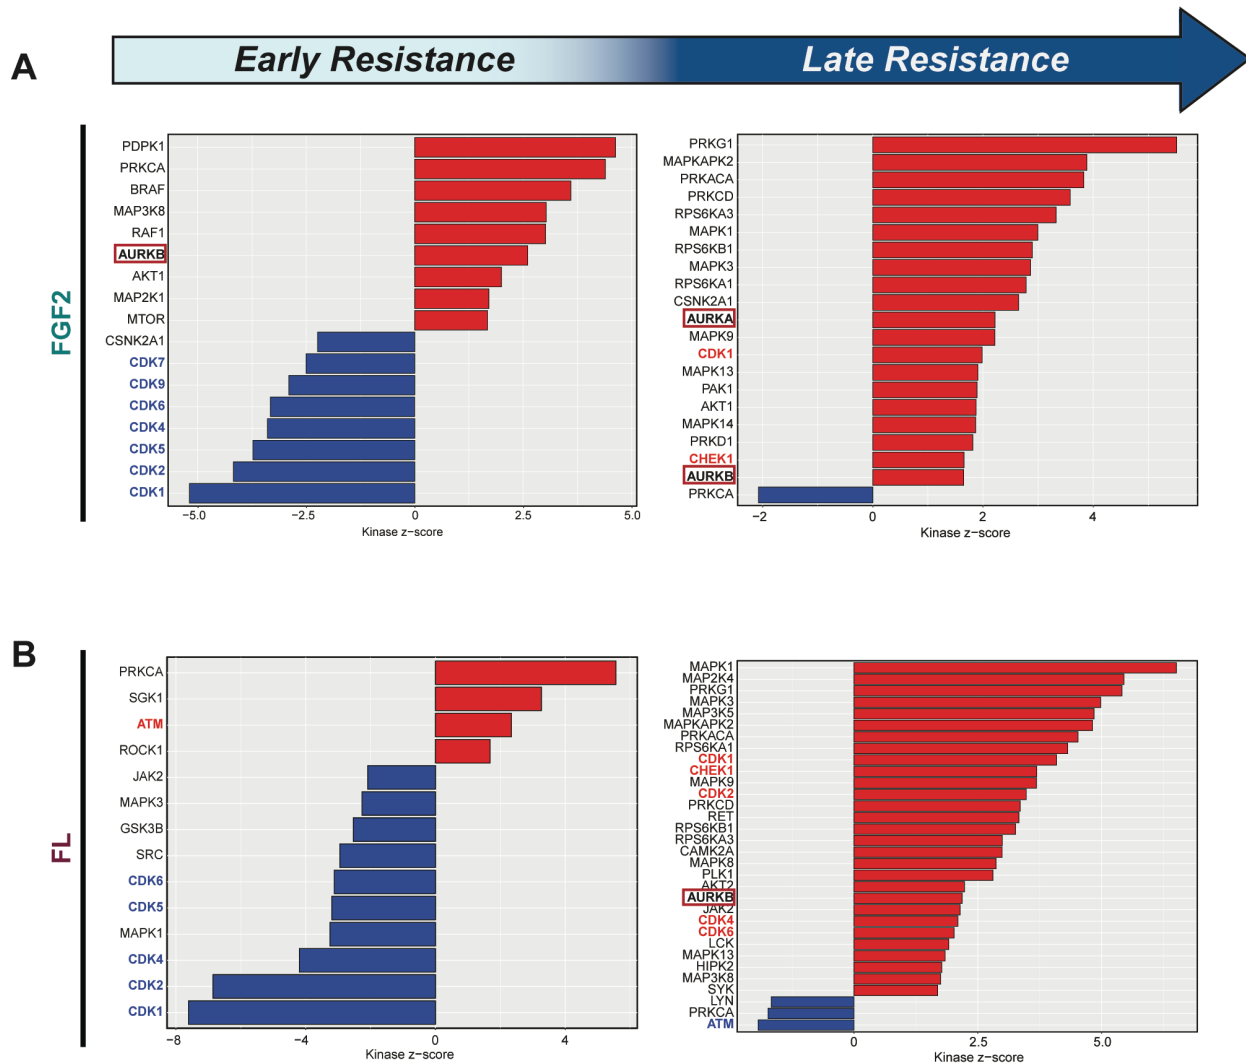 A
Early Resistance
Late Resistance
FGF2
PDPK1
PRKCA
BRAF
MAP3K8
RAF1
AURKB
AKT1
MAP2K1
MTOR
CSNK2A1
CDK7
CDK9
CDK6
CDK4
CDK5
CDK2
CDK1
−5.0 −2.5 0 2.5 5.0
Kinase z−score
PRKG1
MAPKAPK2
PRKACA
PRKCD
RPS6KA3
MAPK1
RPS6KB1
MAPK3
RPS6KA1
CSNK2A1
AURKA
MAPK9
CDK1
MAPK13
PAK1
AKT1
MAPK14
PRKD1
CHEK1
AURKB
PRKCA
−2 0 2 4
Kinase z−score
B
FL
PRKCA
SGK1
ATM
ROCK1
JAK2
MAPK3
GSK3B
SRC
CDK6
CDK5
MAPK1
CDK4
CDK2
CDK1
−8 −4 0 4
Kinase z−score
MAPK1
MAP2K4
PRKG1
MAPK3
MAP3K5
MAPKAPK2
PRKACA
RPS6KA1
CDK1
CHEK1
MAPK9
CDK2
PRKCD
RET
RPS6KB1
RPS6KA3
CAMK2A
MAPK8
PLK1
AKT2
AURKB
JAK2
CDK4
CDK6
LCK
MAPK13
HIPK2
MAP3K8
SYK
LYN
PRKCA
ATM
0 2.5 5.0
Kinase z−score